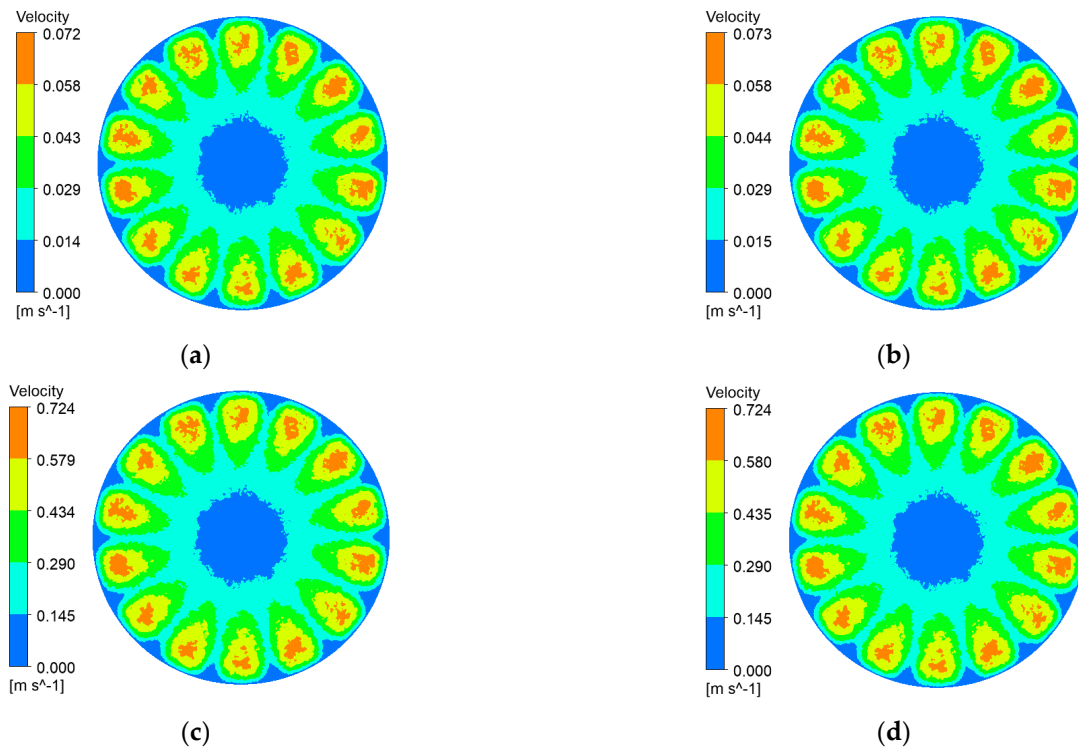 Velocity
0.072
0.058
0.043
0.029
0.014
0.000
[m s^-1]
(a)
Velocity
0.073
0.058
0.044
0.029
0.015
0.000
[m s^-1]
(b)
Velocity
0.724
0.579
0.434
0.290
0.145
0.000
[m s^-1]
(c)
Velocity
0.724
0.580
0.435
0.290
0.145
0.000
[m s^-1]
(d)